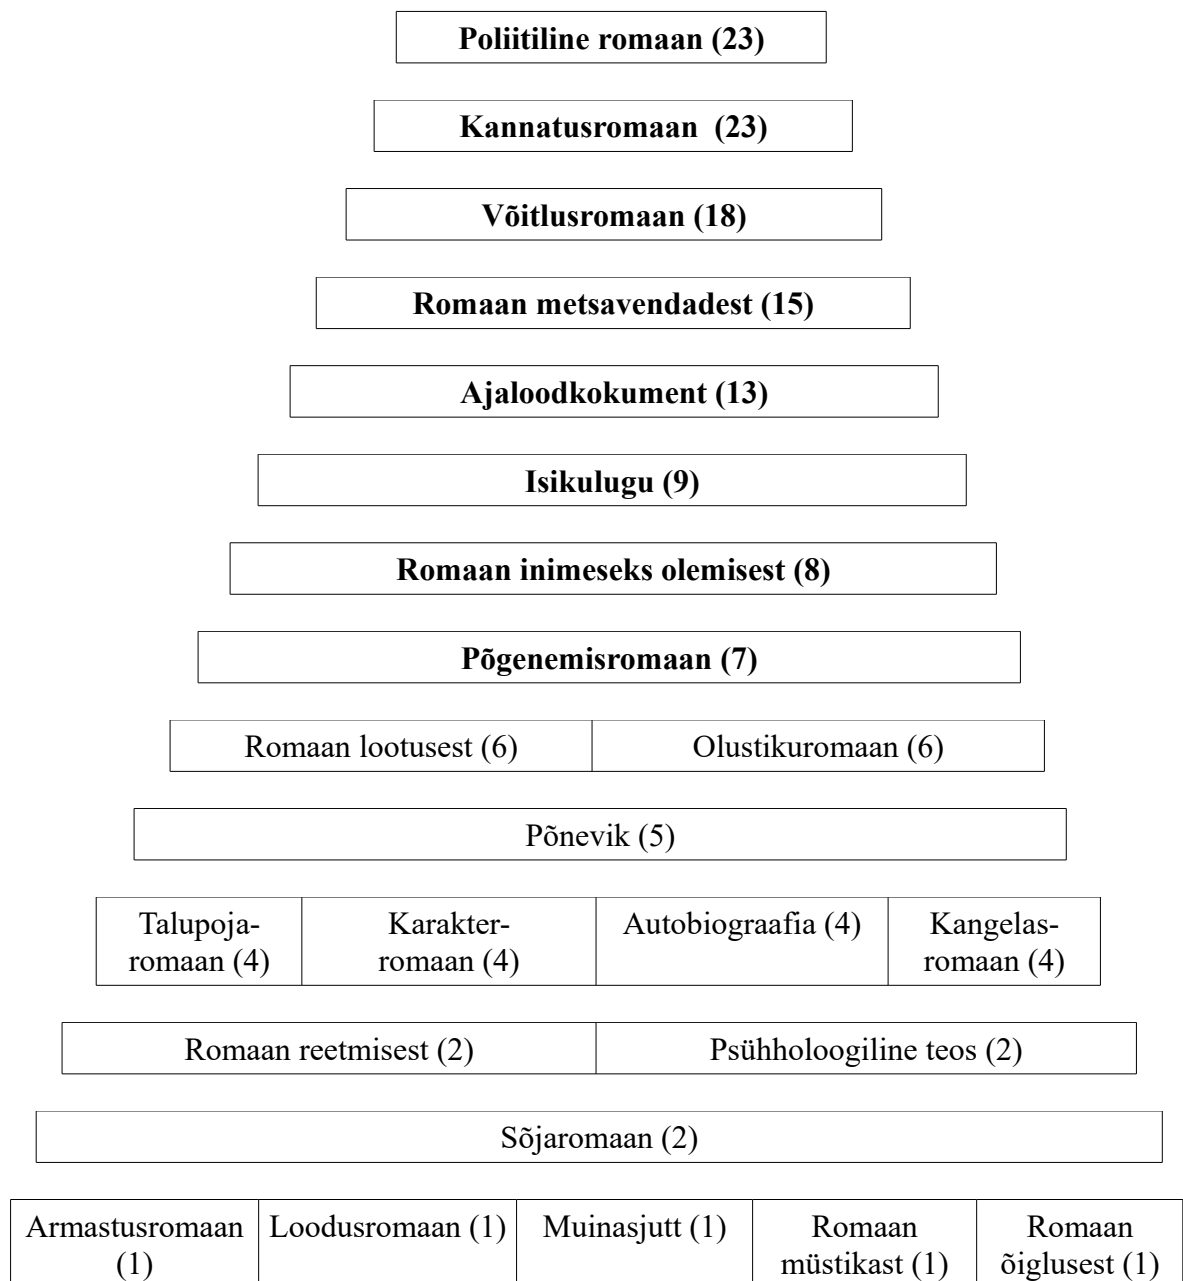 Poliitiline romaan (23)
Kannatusromaan (23)
Võitlusromaan (18)
Romaan metsavendadest (15)
Ajaloodkokument (13)
Isikulugu (9)
Romaan inimeseks olemisest (8)
Põgenemisromaan (7)
Romaan lootusest (6)
Olustikuromaan (6)
Põnevik (5)
Talupoja-
romaan (4)
Karakter-
romaan (4)
Autobiograafia (4)
Kangelas-
romaan (4)
Romaan reetmisest (2)
Psühholoogiline teos (2)
Sõjaromaan (2)
Armastusromaan
(1)
Loodusromaan (1)
Muinasjutt (1)
Romaan
müstikast (1)
Romaan
õiglusest (1)